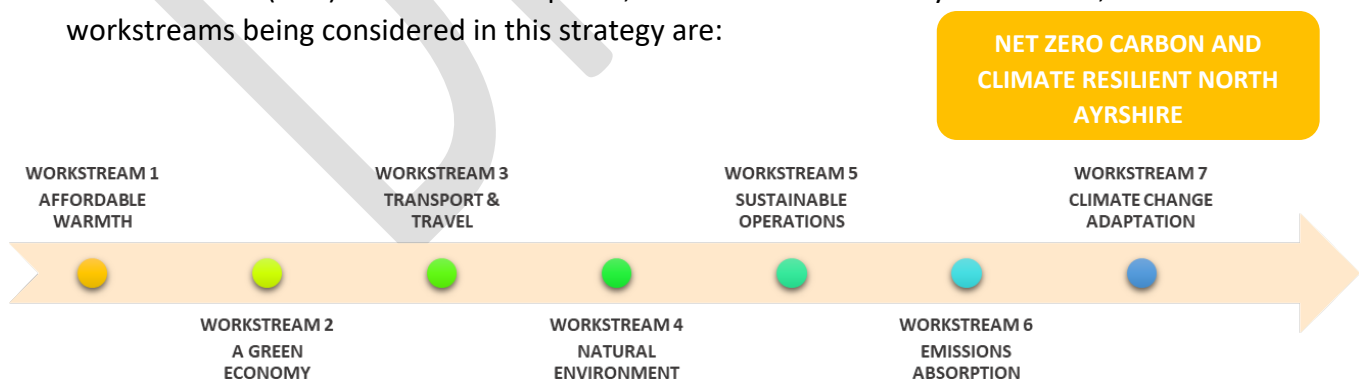 workstreams being considered in this strategy are:
NET ZERO CARBON AND
CLIMATE RESILIENT NORTH
AYRSHIRE
WORKSTREAM 1
AFFORDABLE
WARMTH
WORKSTREAM 2
A GREEN
ECONOMY
WORKSTREAM 3
TRANSPORT &
TRAVEL
WORKSTREAM 4
NATURAL
ENVIRONMENT
WORKSTREAM 5
SUSTAINABLE
OPERATIONS
WORKSTREAM 6
EMISSIONS
ABSORPTION
WORKSTREAM 7
CLIMATE CHANGE
ADAPTATION